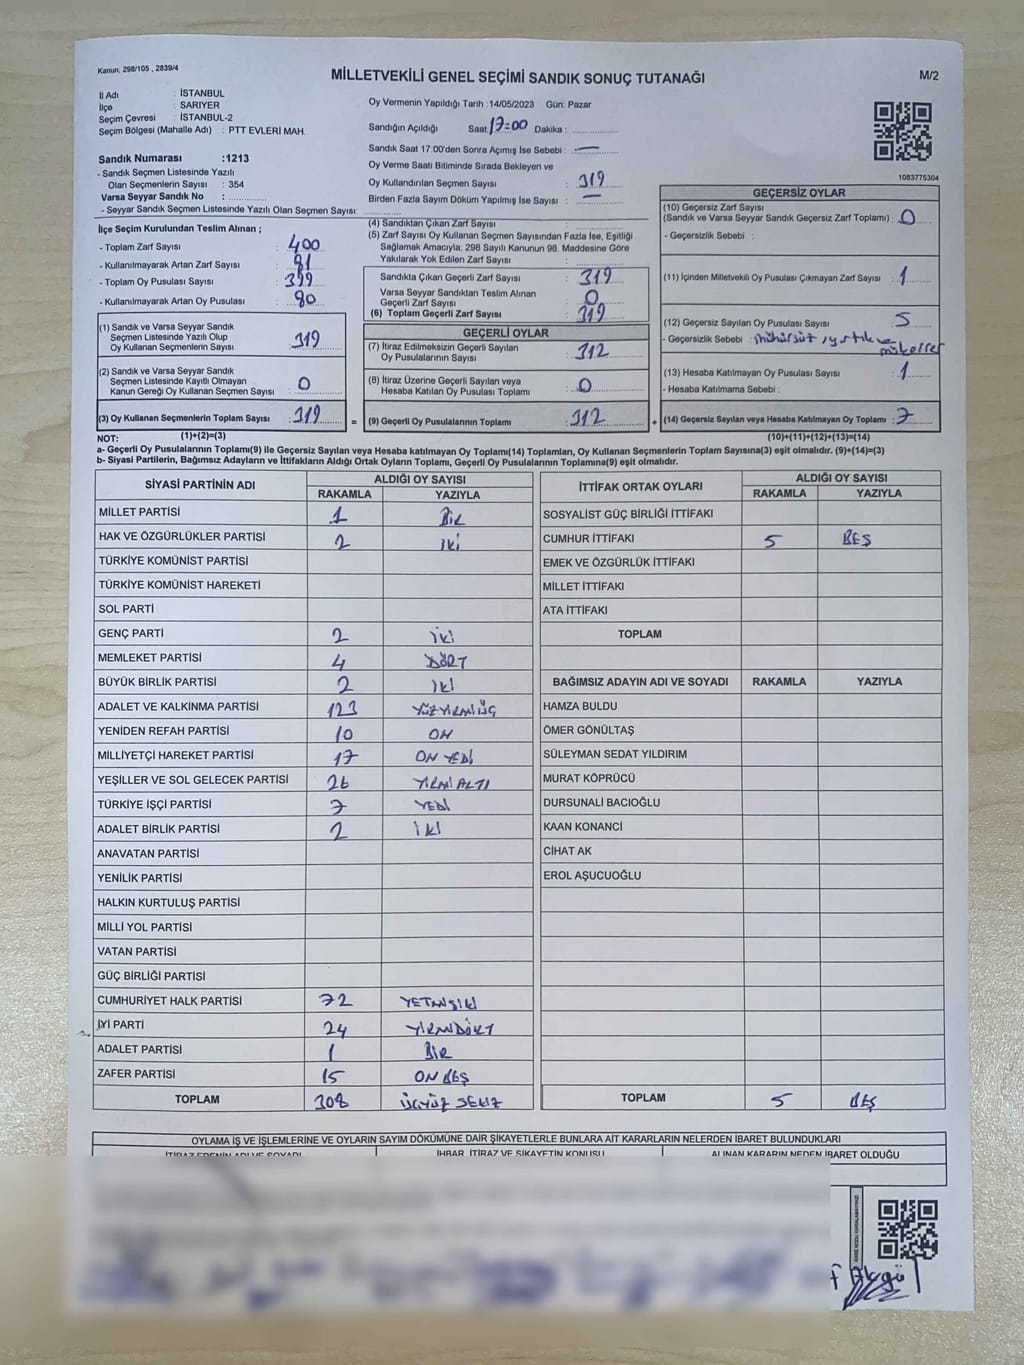 Kanun: 298/105 , 2839/4
MİLLETVEKİLİ GENEL SEÇİMİ SANDIK SONUÇ TUTANAĞI
M/2
İl Adı : İSTANBUL
İlçe : SARIYER
Seçim Çevresi : İSTANBUL-2
Seçim Bölgesi (Mahalle Adı) : PTT EVLERİ MAH.
Oy Vermenin Yapıldığı Tarih : 14/05/2023 Gün: Pazar
Sandığın Açıldığı Saat 17:00 Dakika :
Sandık Saat 17:00'den Sonra Açımış İse Sebebi : —
Oy Verme Saati Bitiminde Sırada Bekleyen ve
Oy Kullandırılan Seçmen Sayısı : 319
Birden Fazla Sayım Döküm Yapılmış İse Sayısı : —
Sandık Numarası :1213
- Sandık Seçmen Listesinde Yazılı
Olan Seçmenlerin Sayısı : 354
Varsa Seyyar Sandık No :
- Seyyar Sandık Seçmen Listesinde Yazılı Olan Seçmen Sayısı:
1083775304
İlçe Seçim Kurulundan Teslim Alınan ;
- Toplam Zarf Sayısı : 400
- Kullanılmayarak Artan Zarf Sayısı : 81
- Toplam Oy Pusulası Sayısı : 399
- Kullanılmayarak Artan Oy Pusulası : 80
(4) Sandıktan Çıkan Zarf Sayısı :
(5) Zarf Sayısı Oy Kullanan Seçmen Sayısından Fazla İse, Eşitliği
Sağlamak Amacıyla, 298 Sayılı Kanunun 98. Maddesine Göre
Yakılarak Yok Edilen Zarf Sayısı :
Sandıkta Çıkan Geçerli Zarf Sayısı : 319
Varsa Seyyar Sandıktan Teslim Alınan
Geçerli Zarf Sayısı : 0
(6) Toplam Geçerli Zarf Sayısı : 319
GEÇERSİZ OYLAR
(10) Geçersiz Zarf Sayısı
(Sandık ve Varsa Seyyar Sandık Geçersiz Zarf Toplamı) : 0
- Geçersizlik Sebebi :
(11) İçinden Milletvekili Oy Pusulası Çıkmayan Zarf Sayısı : 1
(12) Geçersiz Sayılan Oy Pusulası Sayısı : 5
- Geçersizlik Sebebi : mühürsüz, yırtık ve
mükerrer
(13) Hesaba Katılmayan Oy Pusulası Sayısı : 1
- Hesaba Katılmama Sebebi :
(14) Geçersiz Sayılan veya Hesaba Katılmayan Oy Toplamı : 7
(10)+(11)+(12)+(13)=(14)
(1) Sandık ve Varsa Seyyar Sandık
Seçmen Listesinde Yazılı Olup
Oy Kullanan Seçmenlerin Sayısı : 319
(2) Sandık ve Varsa Seyyar Sandık
Seçmen Listesinde Kayıtlı Olmayan
Kanun Gereği Oy Kullanan Seçmen Sayısı : 0
(3) Oy Kullanan Seçmenlerin Toplam Sayısı : 319 =
(1)+(2)=(3)
GEÇERLİ OYLAR
(7) İtiraz Edilmeksizin Geçerli Sayılan
Oy Pusulalarının Sayısı : 312
(8) İtiraz Üzerine Geçerli Sayılan veya
Hesaba Katılan Oy Pusulası Toplamı : 0
(9) Geçerli Oy Pusulalarının Toplamı : 312 +
NOT:
a- Geçerli Oy Pusulalarının Toplamı(9) ile Geçersiz Sayılan veya Hesaba katılmayan Oy Toplamı(14) Toplamları, Oy Kullanan Seçmenlerin Toplam Sayısına(3) eşit olmalıdır. (9)+(14)=(3)
b- Siyasi Partilerin, Bağımsız Adayların ve İttifakların Aldığı Ortak Oyların Toplamı, Geçerli Oy Pusulalarının Toplamına(9) eşit olmalıdır.
SİYASİ PARTİNİN ADI ALDIĞI OY SAYISI
RAKAMLA YAZIYLA
MİLLET PARTİSİ 1 BİR
HAK VE ÖZGÜRLÜKLER PARTİSİ 2 İKİ
TÜRKİYE KOMÜNİST PARTİSİ
TÜRKİYE KOMÜNİST HAREKETİ
SOL PARTİ
GENÇ PARTİ 2 İKİ
MEMLEKET PARTİSİ 4 DÖRT
BÜYÜK BİRLİK PARTİSİ 2 İKİ
ADALET VE KALKINMA PARTİSİ 123 YÜZYİRMİÜÇ
YENİDEN REFAH PARTİSİ 10 ON
MİLLİYETÇİ HAREKET PARTİSİ 17 ON YEDİ
YEŞİLLER VE SOL GELECEK PARTİSİ 26 YİRMİALTI
TÜRKİYE İŞÇİ PARTİSİ 7 YEDİ
ADALET BİRLİK PARTİSİ 2 İKİ
ANAVATAN PARTİSİ
YENİLİK PARTİSİ
HALKIN KURTULUŞ PARTİSİ
MİLLİ YOL PARTİSİ
VATAN PARTİSİ
GÜÇ BİRLİĞİ PARTİSİ
CUMHURİYET HALK PARTİSİ 72
İYİ PARTİ 24
ADALET PARTİSİ 1 BİR
ZAFER PARTİSİ 15 ON BEŞ
TOPLAM 308 ÜÇYÜZ SEKİZ
İTTİFAK ORTAK OYLARI ALDIĞI OY SAYISI
RAKAMLA YAZIYLA
SOSYALİST GÜÇ BİRLİĞİ İTTİFAKI
CUMHUR İTTİFAKI 5 BEŞ
EMEK VE ÖZGÜRLÜK İTTİFAKI
MİLLET İTTİFAKI
ATA İTTİFAKI
TOPLAM
BAĞIMSIZ ADAYIN ADI VE SOYADI RAKAMLA YAZIYLA
HAMZA BULDU
ÖMER GÖNÜLTAŞ
SÜLEYMAN SEDAT YILDIRIM
MURAT KÖPRÜCÜ
DURSUNALİ BACIOĞLU
KAAN KONANCİ
CİHAT AK
EROL AŞUCUOĞLU
TOPLAM 5 BEŞ
OYLAMA İŞ VE İŞLEMLERİNE VE OYLARIN SAYIM DÖKÜMÜNE DAİR ŞİKAYETLERLE BUNLARA AİT KARARLARIN NELERDEN İBARET BULUNDUKLARI
İTİRAZ EDENİN ADI VE SOYADI İHBAR, İTİRAZ VE ŞİKAYETİN KONUSU ALINAN KARARIN NEDEN İBARET OLDUĞU